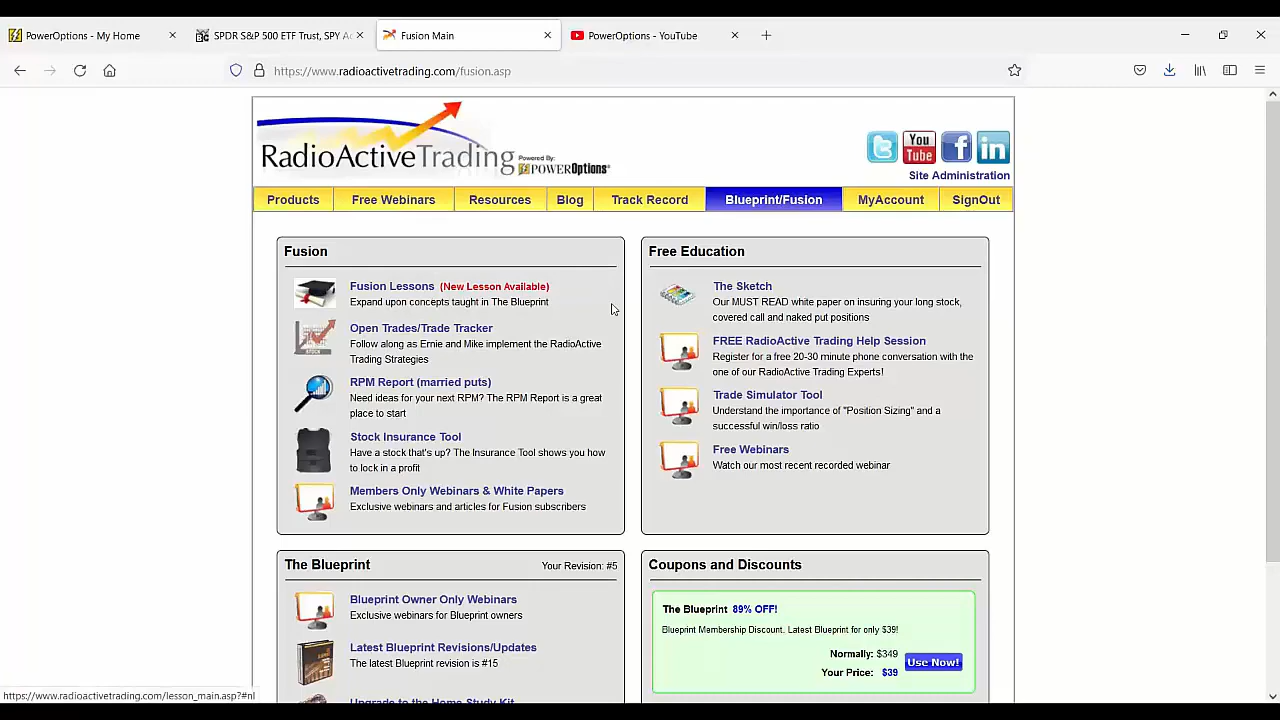 PowerOptions - My Home
SPDR S&P 500 ETF Trust, SPY Ac
Fusion Main
PowerOptions - YouTube
https://www.radioactivetrading.com/fusion.asp
RadioActiveTrading
Powered By:
POWEROptions
You
Tube
Site Administration
Products
Free Webinars
Resources
Blog
Track Record
Blueprint/Fusion
MyAccount
SignOut
Fusion
Fusion Lessons (New Lesson Available)
Expand upon concepts taught in The Blueprint
Open Trades/Trade Tracker
Follow along as Ernie and Mike implement the RadioActive
Trading Strategies
RPM Report (married puts)
Need ideas for your next RPM? The RPM Report is a great
place to start
Stock Insurance Tool
Have a stock that's up? The Insurance Tool shows you how
to lock in a profit
Members Only Webinars & White Papers
Exclusive webinars and articles for Fusion subscribers
Free Education
The Sketch
Our MUST READ white paper on insuring your long stock,
covered call and naked put positions
FREE RadioActive Trading Help Session
Register for a free 20-30 minute phone conversation with the
one of our RadioActive Trading Experts!
Trade Simulator Tool
Understand the importance of "Position Sizing" and a
successful win/loss ratio
Free Webinars
Watch our most recent recorded webinar
The Blueprint
Your Revision: #5
Blueprint Owner Only Webinars
Exclusive webinars for Blueprint owners
Latest Blueprint Revisions/Updates
The latest Blueprint revision is #15
Upgrade to the Home Study Kit
Coupons and Discounts
The Blueprint 89% OFF!
Blueprint Membership Discount. Latest Blueprint for only $39!
Normally: $349
Your Price: $39
Use Now!
https://www.radioactivetrading.com/lesson_main.asp?#nl